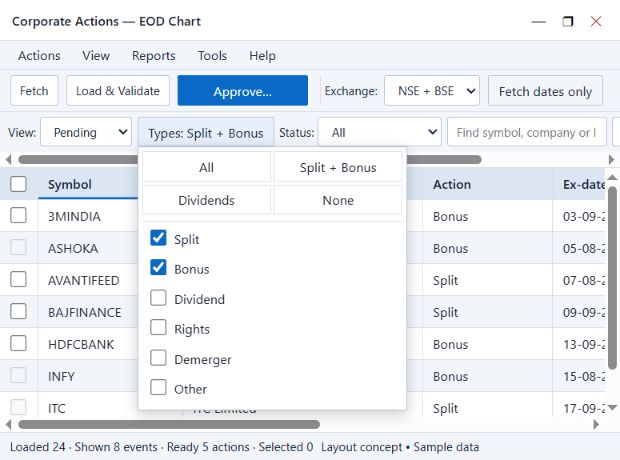 Corporate Actions — EOD Chart
Actions View Reports Tools Help
Fetch Load & Validate Approve... Exchange: NSE + BSE Fetch dates only
View: Pending Types: Split + Bonus Status: All Find symbol, company or
All Split + Bonus
Dividends None
Split
Bonus
Dividend
Rights
Demerger
Other
Symbol Action Ex-date
3MINDIA Bonus 03-09-2
ASHOKA Bonus 05-08-2
AVANTIFEED Split 07-08-2
BAJFINANCE Split 09-09-2
HDFCBANK Bonus 13-09-2
INFY Bonus 15-08-2
ITC ITC Limited Split 17-09-2
Loaded 24 · Shown 8 events · Ready 5 actions · Selected 0 Layout concept • Sample data